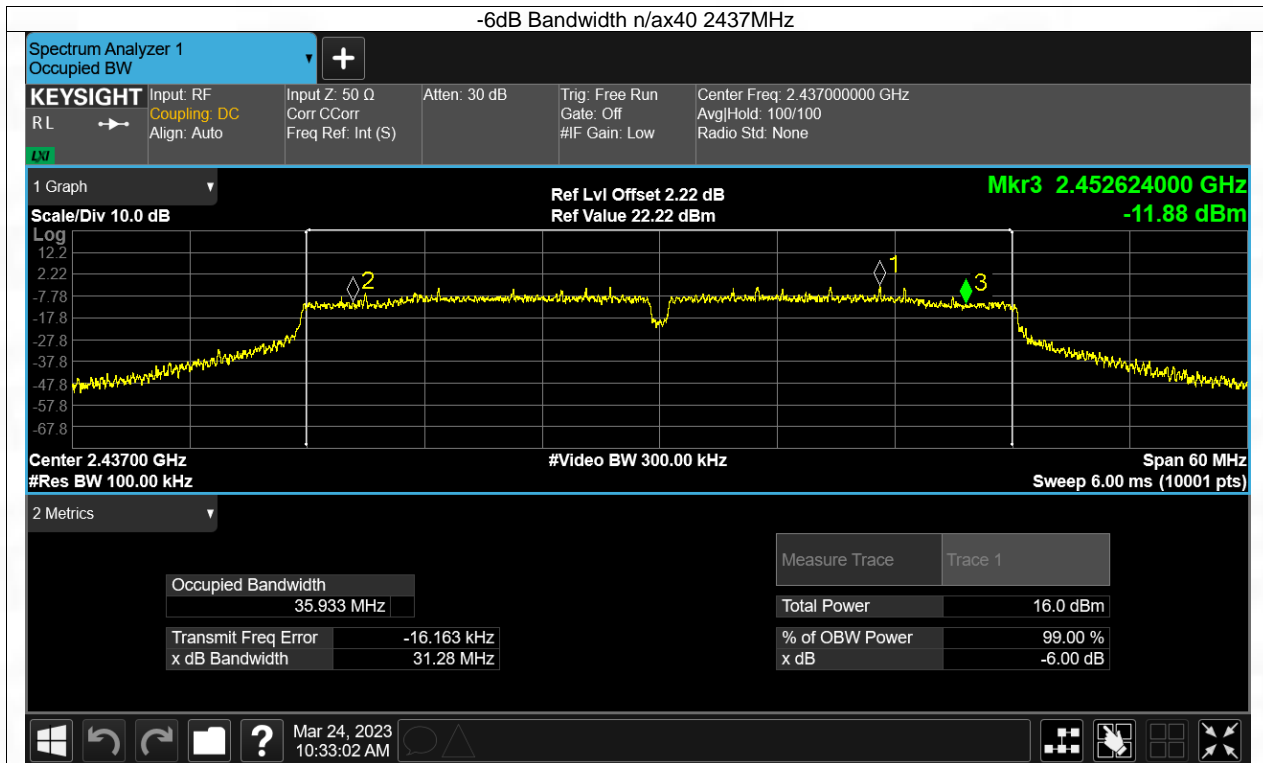 -6dB Bandwidth n/ax40 2437MHz
Spectrum Analyzer 1
Occupied BW
KEYSIGHT
RL
LXI
Input: RF
Coupling: DC
Align: Auto
Input Z: 50 Ω
Corr CCorr
Freq Ref: Int (S)
Atten: 30 dB
Trig: Free Run
Gate: Off
#IF Gain: Low
Center Freq: 2.437000000 GHz
Avg|Hold: 100/100
Radio Std: None
1 Graph
Scale/Div 10.0 dB
Ref Lvl Offset 2.22 dB
Ref Value 22.22 dBm
Mkr3 2.452624000 GHz
-11.88 dBm
Log
12.2
2.22
-7.78
-17.8
-27.8
-37.8
-47.8
-57.8
-67.8
2
1
3
Center 2.43700 GHz
#Res BW 100.00 kHz
#Video BW 300.00 kHz
Span 60 MHz
Sweep 6.00 ms (10001 pts)
2 Metrics
Measure Trace Trace 1
Occupied Bandwidth
35.933 MHz
Total Power 16.0 dBm
Transmit Freq Error -16.163 kHz
% of OBW Power 99.00 %
x dB Bandwidth 31.28 MHz
x dB -6.00 dB
?
Mar 24, 2023
10:33:02 AM